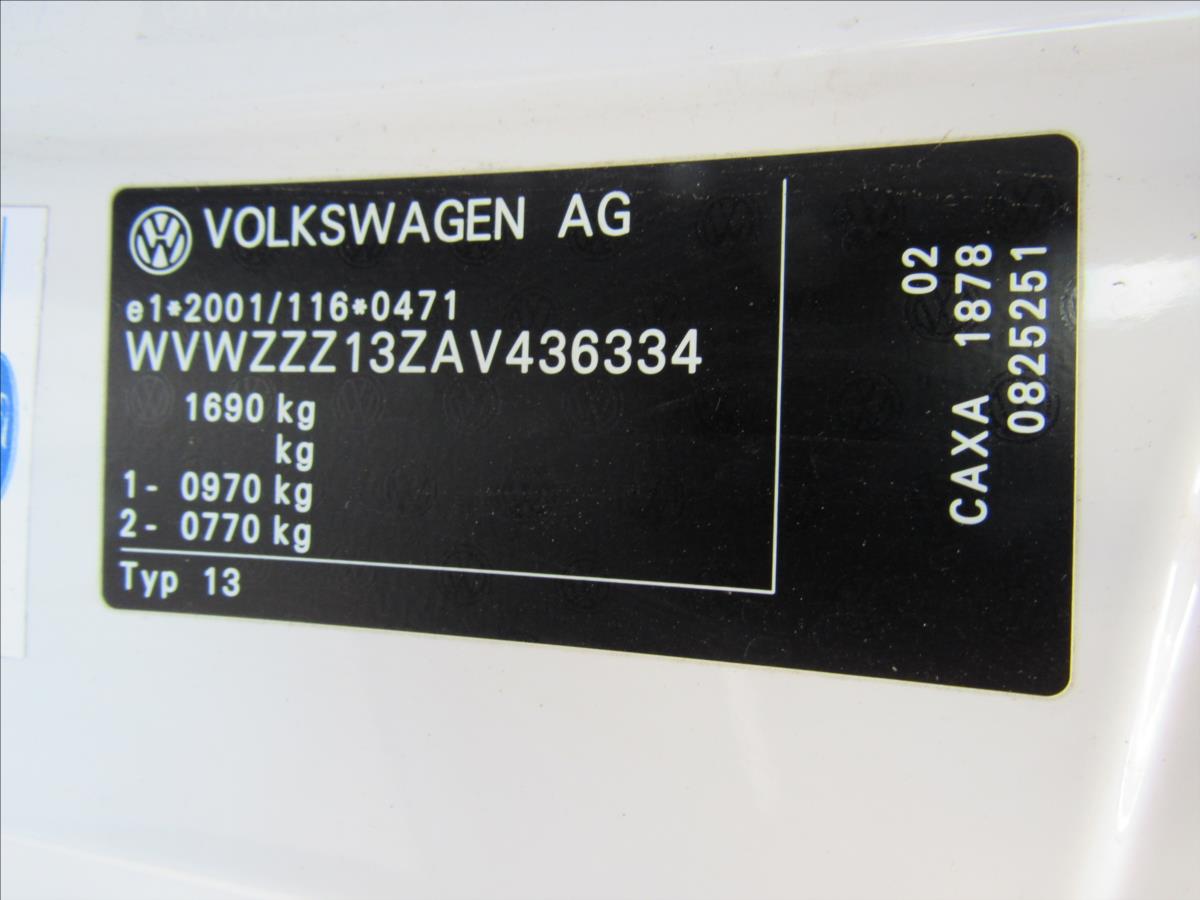 VOLKSWAGEN AG
e1*2001/116*0471
WVWZZZ13ZAV436334
1690 kg
kg
1- 0970 kg
2- 0770 kg
Typ 13
02
CAXA 1878
0825251